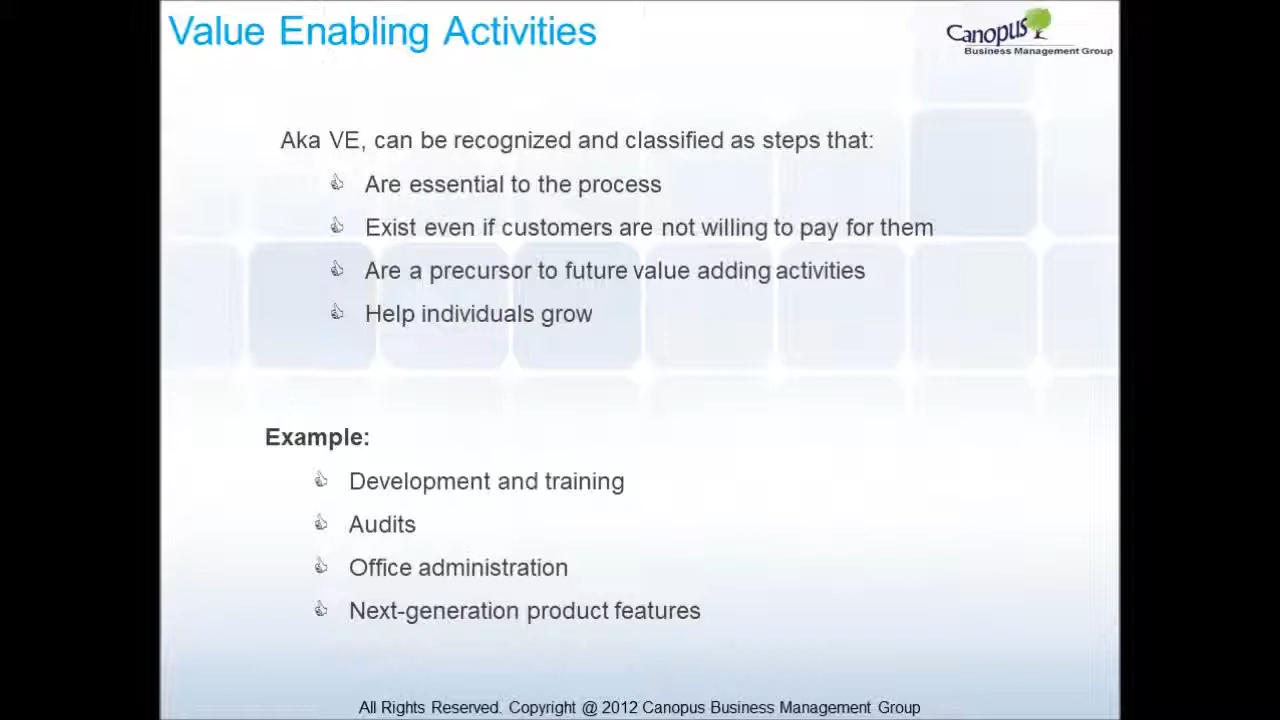 Value Enabling Activities
Canopus
Business Management Group
Aka VE, can be recognized and classified as steps that:
Are essential to the process
Exist even if customers are not willing to pay for them
Are a precursor to future value adding activities
Help individuals grow
Example:
Development and training
Audits
Office administration
Next-generation product features
All Rights Reserved. Copyright @ 2012 Canopus Business Management Group